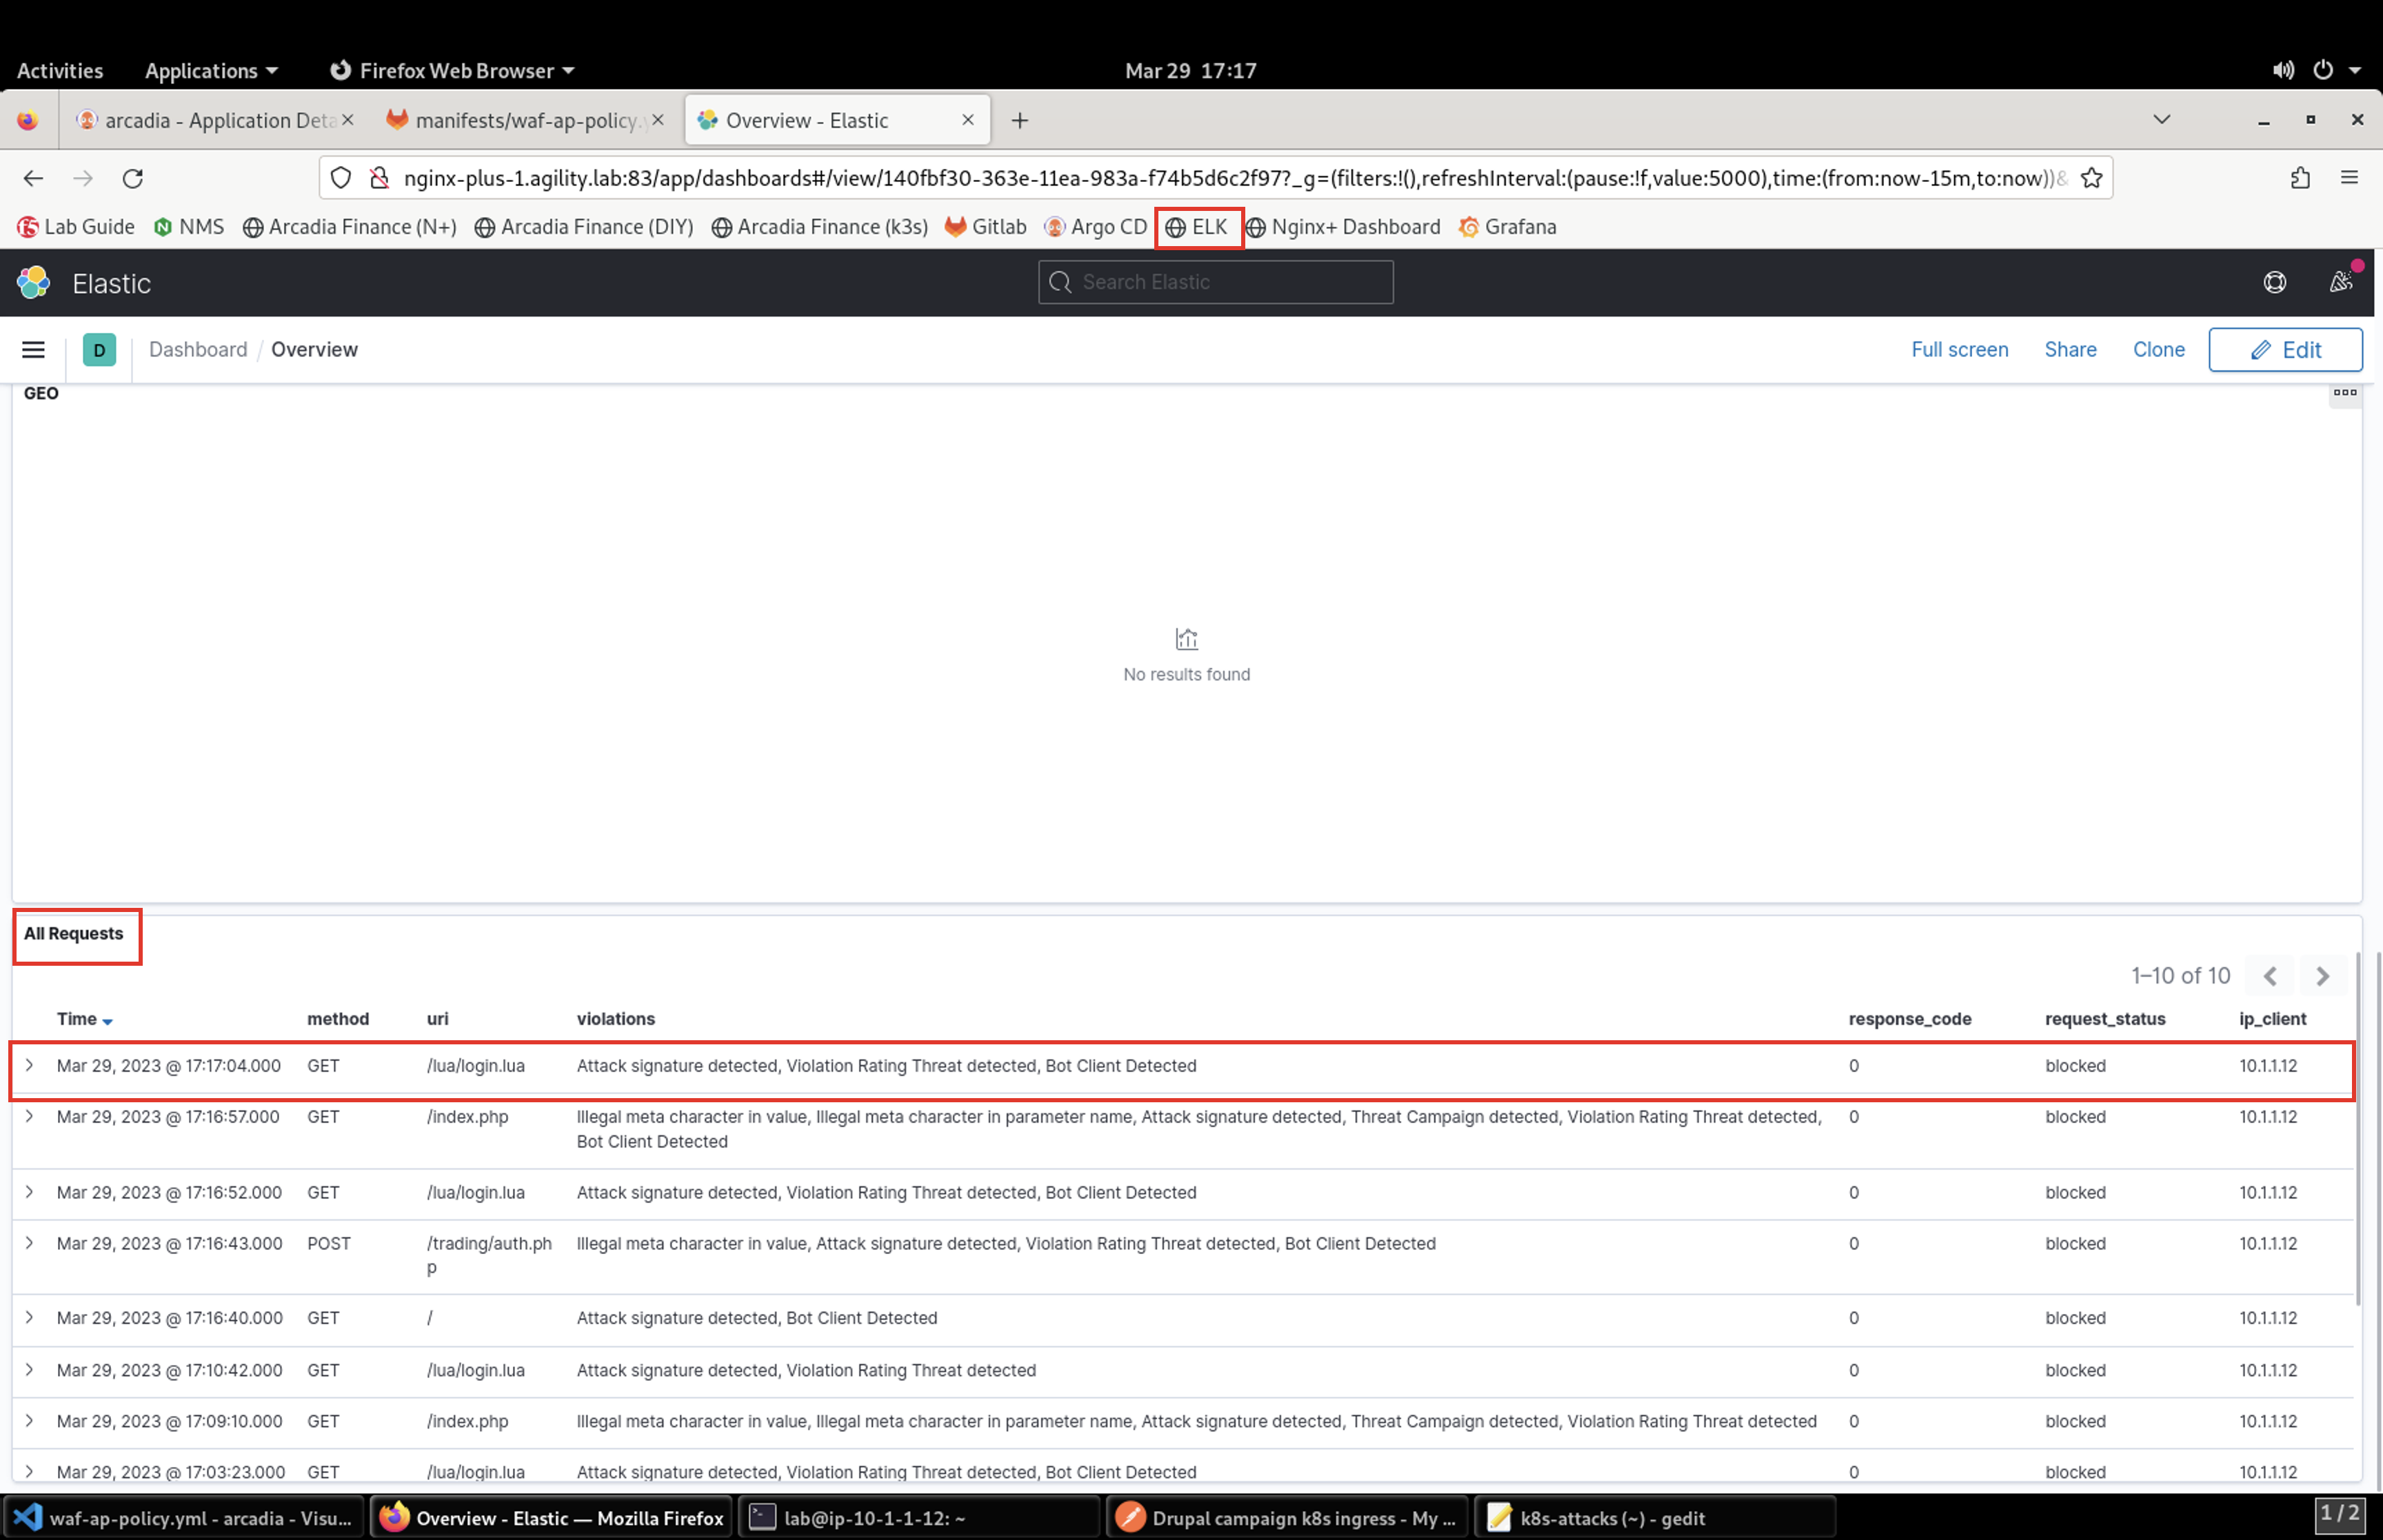 Activities Applications Firefox Web Browser Mar 29 17:17
arcadia - Application Deta manifests/waf-ap-policy.y Overview - Elastic
nginx-plus-1.agility.lab:83/app/dashboards#/view/140fbf30-363e-11ea-983a-f74b5d6c2f97?_g=(filters:!(),refreshInterval:(pause:!f,value:5000),time:(from:now-15m,to:now))&
Lab Guide NMS Arcadia Finance (N+) Arcadia Finance (DIY) Arcadia Finance (k3s) Gitlab Argo CD ELK Nginx+ Dashboard Grafana
Elastic Search Elastic
D Dashboard / Overview Full screen Share Clone Edit
GEO
No results found
All Requests
1–10 of 10
Time method uri violations response_code request_status ip_client
Mar 29, 2023 @ 17:17:04.000 GET /lua/login.lua Attack signature detected, Violation Rating Threat detected, Bot Client Detected 0 blocked 10.1.1.12
Mar 29, 2023 @ 17:16:57.000 GET /index.php Illegal meta character in value, Illegal meta character in parameter name, Attack signature detected, Threat Campaign detected, Violation Rating Threat detected, 0 blocked 10.1.1.12
Bot Client Detected
Mar 29, 2023 @ 17:16:52.000 GET /lua/login.lua Attack signature detected, Violation Rating Threat detected, Bot Client Detected 0 blocked 10.1.1.12
Mar 29, 2023 @ 17:16:43.000 POST /trading/auth.ph Illegal meta character in value, Attack signature detected, Violation Rating Threat detected, Bot Client Detected 0 blocked 10.1.1.12
p
Mar 29, 2023 @ 17:16:40.000 GET / Attack signature detected, Bot Client Detected 0 blocked 10.1.1.12
Mar 29, 2023 @ 17:10:42.000 GET /lua/login.lua Attack signature detected, Violation Rating Threat detected 0 blocked 10.1.1.12
Mar 29, 2023 @ 17:09:10.000 GET /index.php Illegal meta character in value, Illegal meta character in parameter name, Attack signature detected, Threat Campaign detected, Violation Rating Threat detected 0 blocked 10.1.1.12
Mar 29, 2023 @ 17:03:23.000 GET /lua/login.lua Attack signature detected, Violation Rating Threat detected, Bot Client Detected 0 blocked 10.1.1.12
waf-ap-policy.yml - arcadia - Visu... Overview - Elastic — Mozilla Firefox lab@ip-10-1-1-12: ~ Drupal campaign k8s ingress - My ... k8s-attacks (~) - gedit 1 / 2